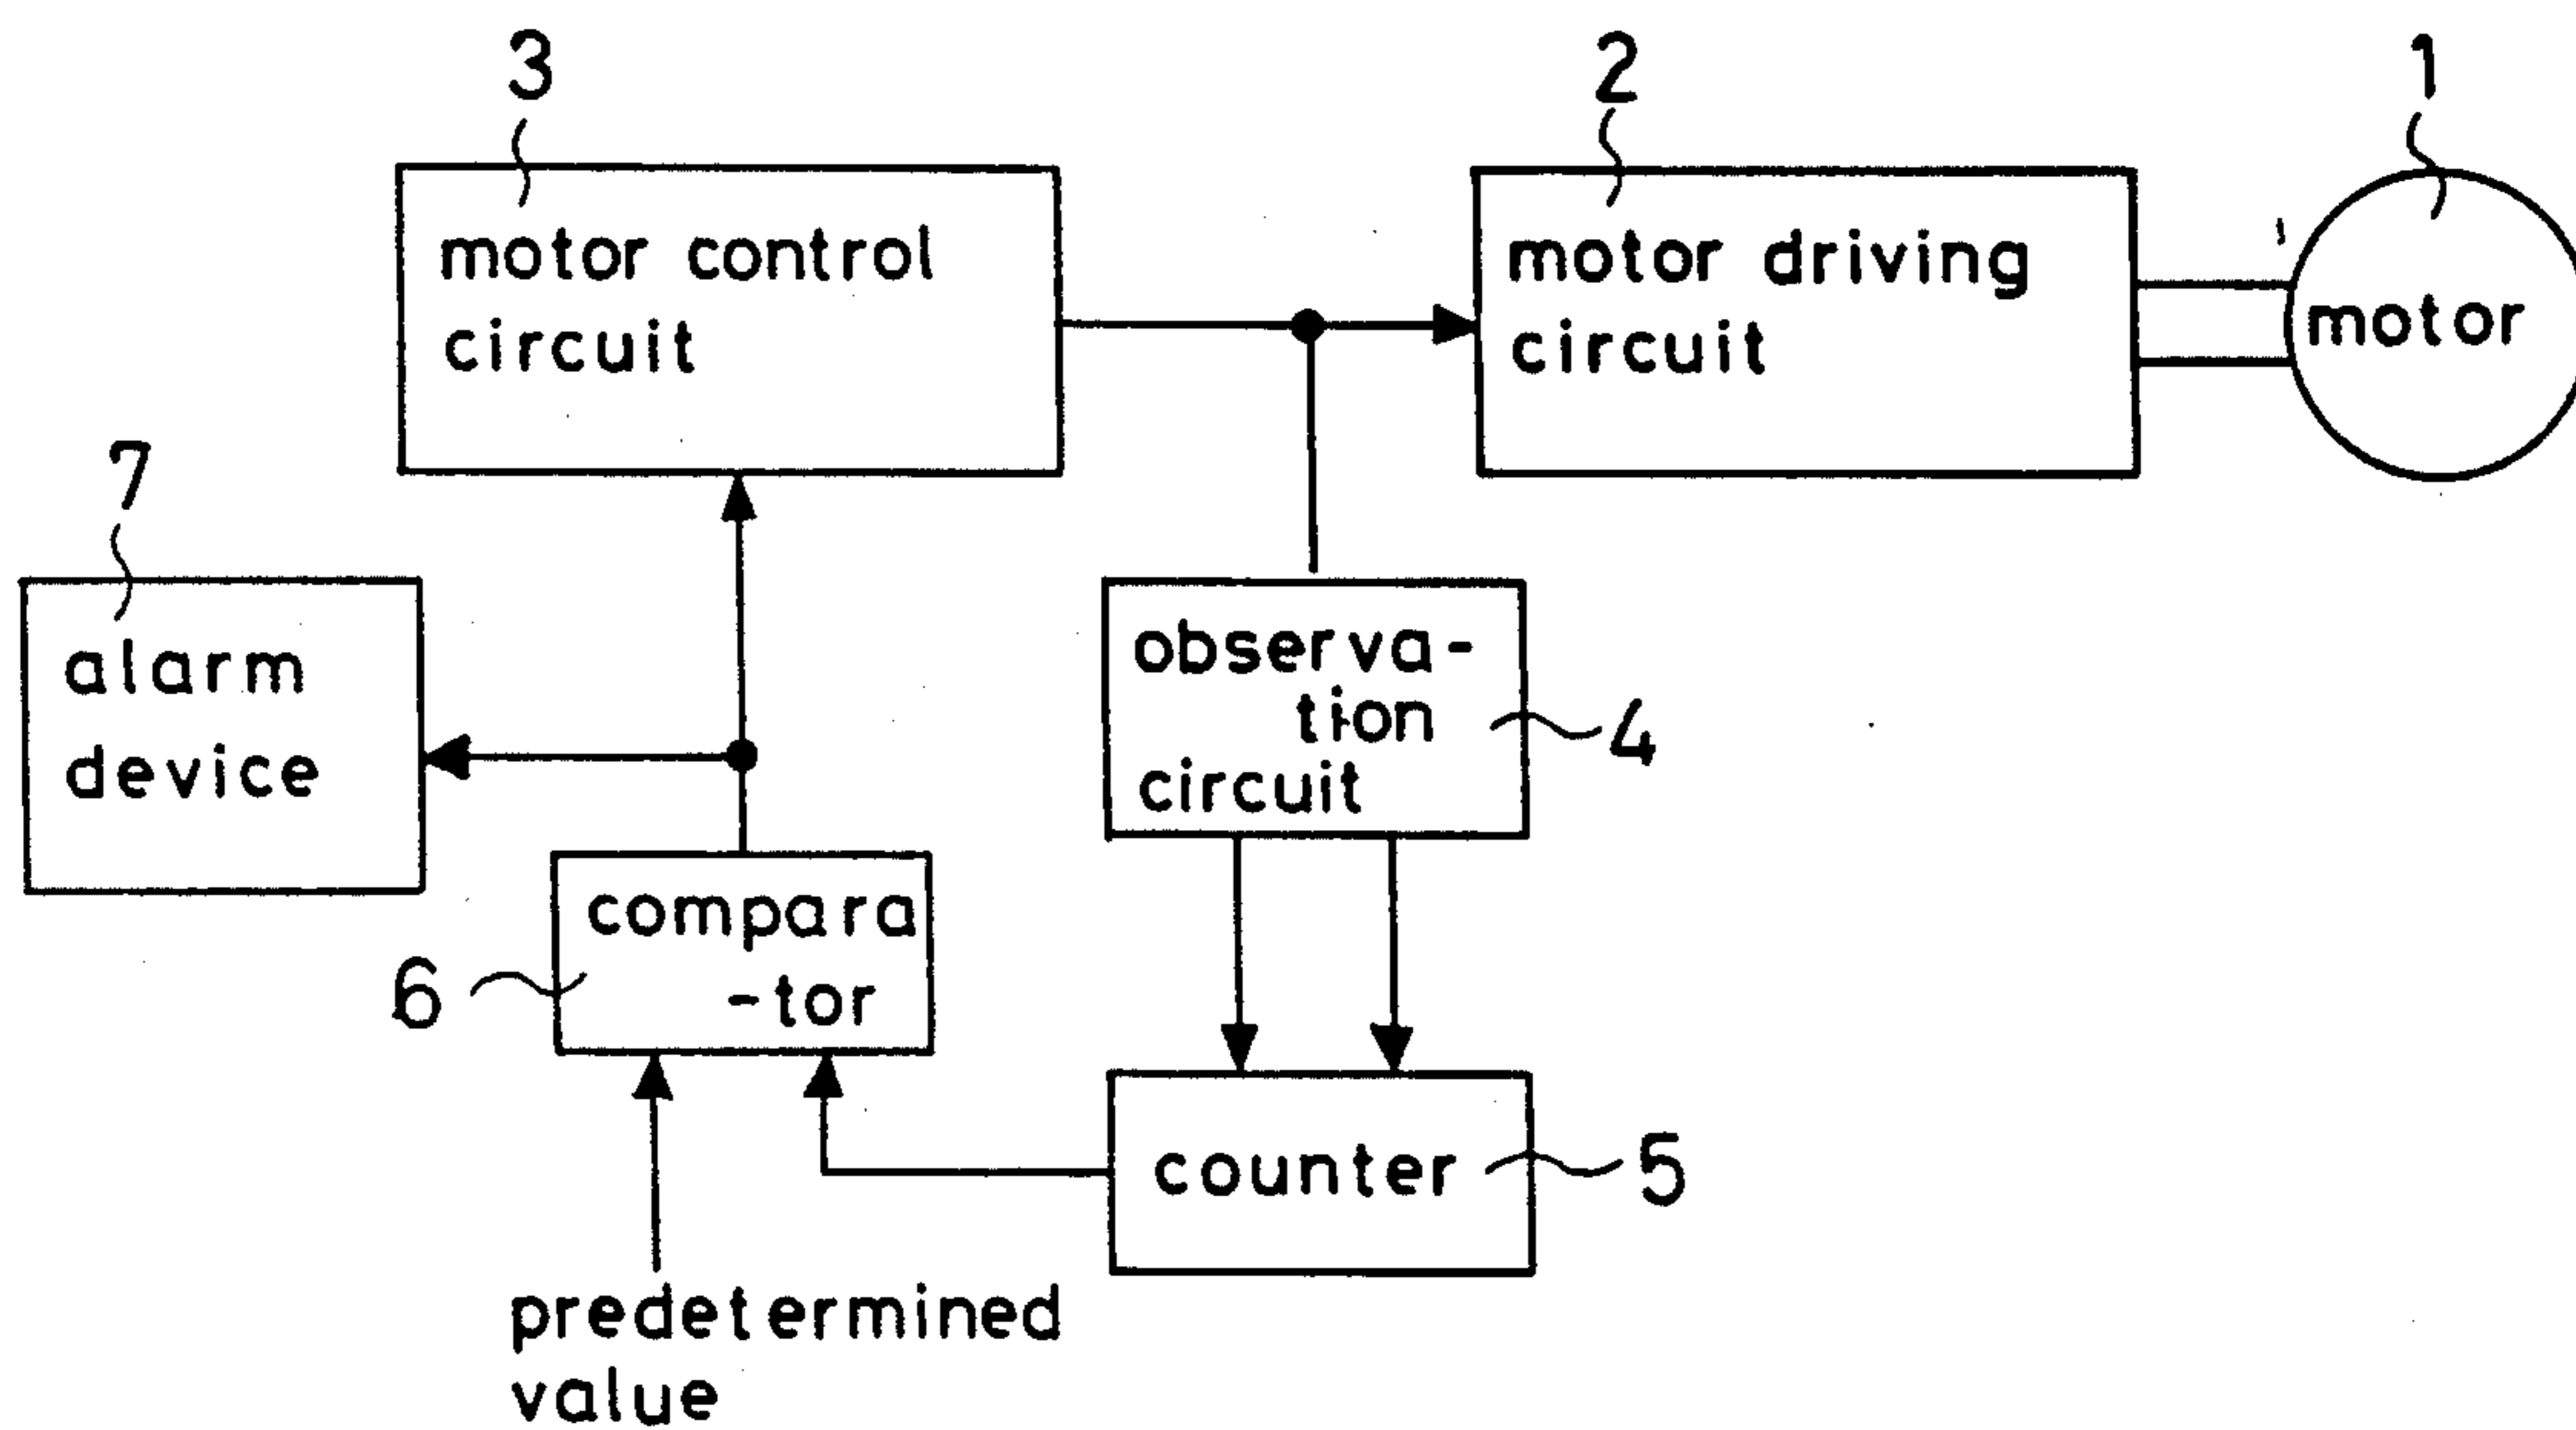 3
2
1
motor control
circuit
motor driving
circuit
motor
7
alarm
device
observa-
tion
circuit
4
compara
-tor
6
counter
5
predetermined
value